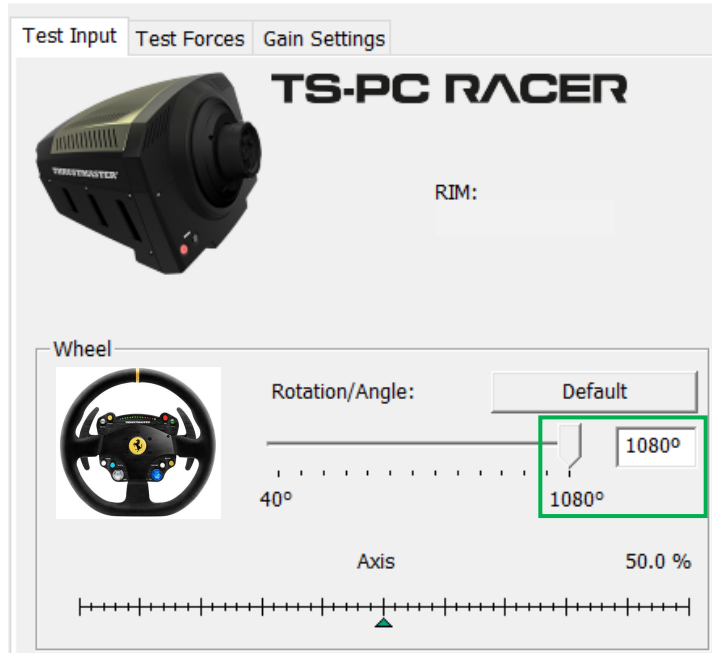 Test Input Test Forces Gain Settings
TS-PC RACER
THRUSTMASTER
RIM:
Wheel
Rotation/Angle: Default
1080º
40º 1080º
Axis 50.0 %